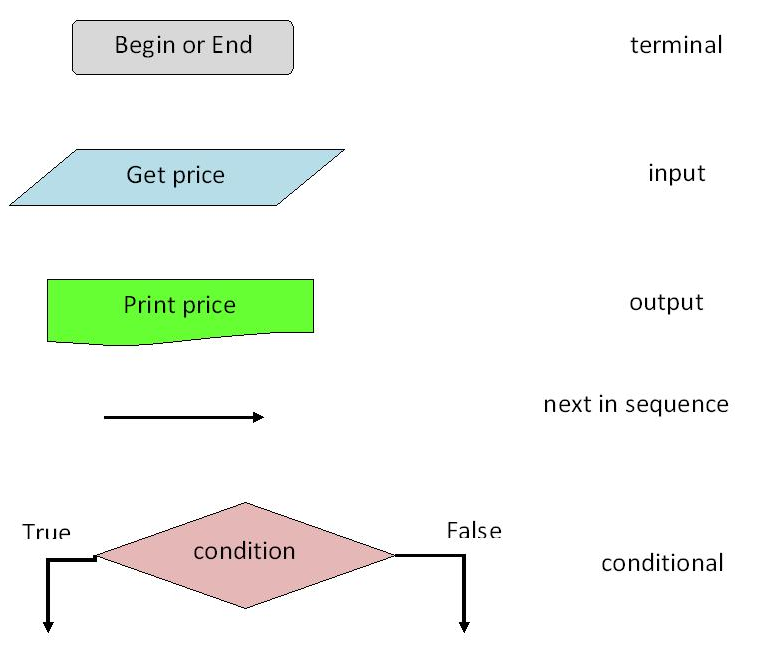 Begin or End
terminal
Get price
input
Print price
output
next in sequence
True
False
condition
conditional